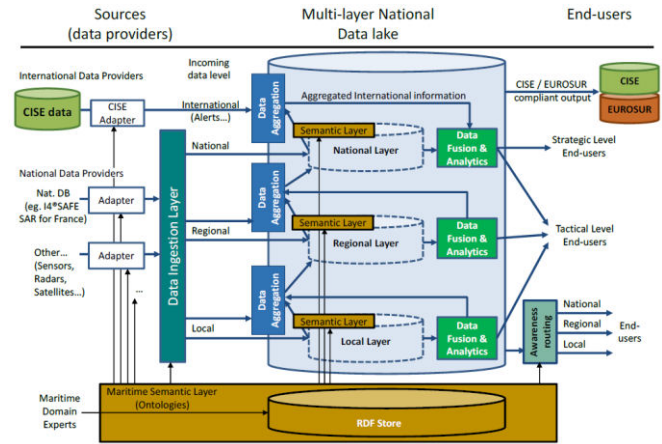 Sources
(data providers)
Multi-layer National
Data lake
End-users
International Data Providers
CISE data
CISE
Adapter
Incoming
data level
International
(Alerts...)
National
National Data Providers
Nat. DB
(eg. I4®SAFE
SAR for France)
Adapter
Other...
(Sensors,
Radars,
Satellites...)
Adapter
...
Data Ingestion Layer
Regional
Local
Data
Aggregation
Aggregated International information
Semantic Layer
National Layer
Data
Fusion &
Analytics
Data
Aggregation
Semantic Layer
Regional Layer
Data
Fusion &
Analytics
Data
Aggregation
Semantic Layer
Local Layer
Data
Fusion &
Analytics
CISE / EUROSUR
compliant output
CISE
EUROSUR
Strategic Level
End-users
Tactical Level
End-users
Awareness
routing
National
Regional
Local
End-
users
Maritime
Domain
Experts
Maritime Semantic Layer
(Ontologies)
RDF Store